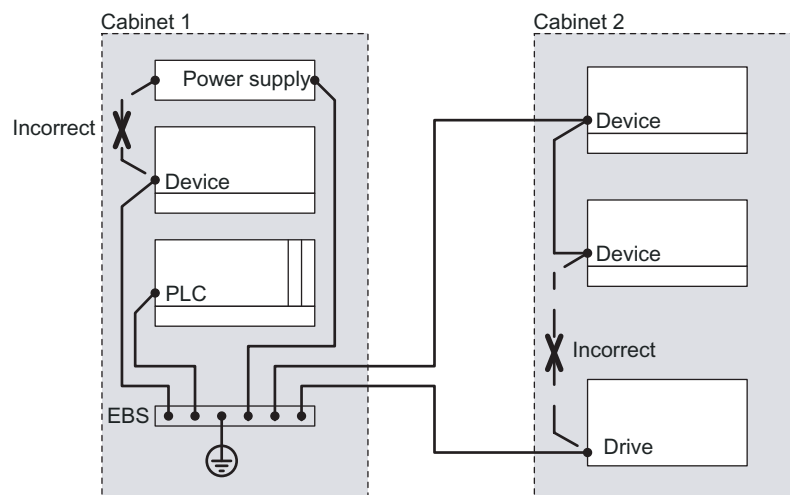 Cabinet 1
Power supply
Incorrect
Device
PLC
EBS
Cabinet 2
Device
Device
Incorrect
Drive